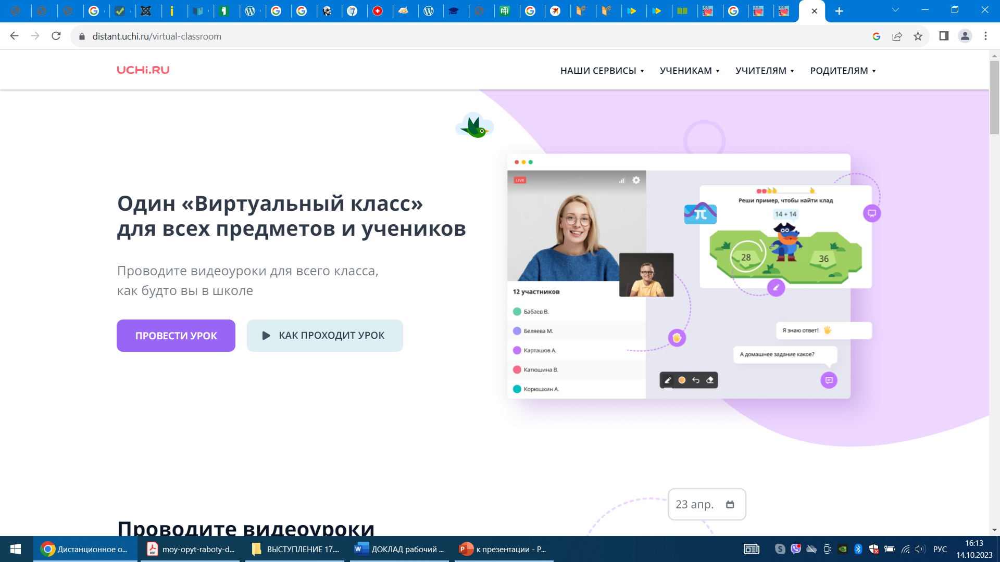 distant.uchi.ru/virtual-classroom
UCHi.RU
НАШИ СЕРВИСЫ
УЧЕНИКАМ
УЧИТЕЛЯМ
РОДИТЕЛЯМ
Один «Виртуальный класс»
для всех предметов и учеников
Проводите видеоуроки для всего класса,
как будто вы в школе
ПРОВЕСТИ УРОК
КАК ПРОХОДИТ УРОК
LIVE
12 участников
Бабаев В.
Беляева М.
Карташов А.
Катюшина В.
Корюшкин А.
Реши пример, чтобы найти клад
14 + 14
π
28
36
Я знаю ответ!
А домашнее задание какое?
23 апр.
Проводите видеоуроки
Дистанционное о...
moy-opyt-raboty-d...
ВЫСТУПЛЕНИЕ 17....
ДОКЛАД рабочий ...
к презентации - P...
РУС
16:13
14.10.2023